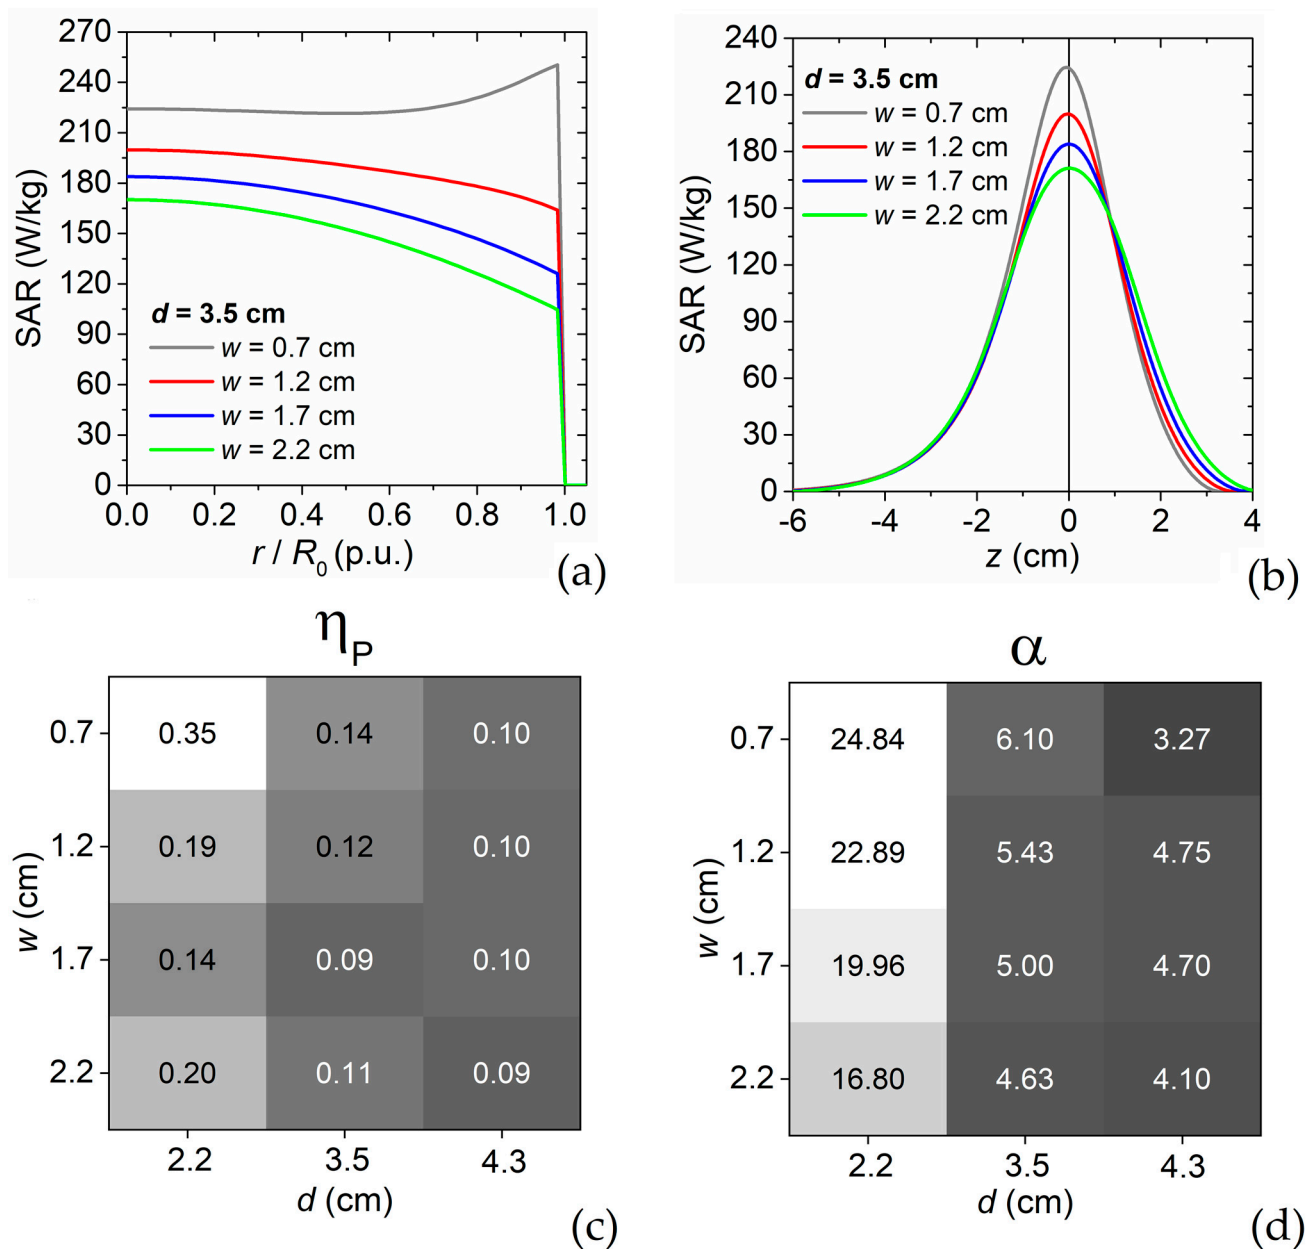 270
240
210
180
150
120
90
60
30
0
SAR (W/kg)
d = 3.5 cm
w = 0.7 cm
w = 1.2 cm
w = 1.7 cm
w = 2.2 cm
0.0 0.2 0.4 0.6 0.8 1.0
r / R0 (p.u.)
(a)
240
210
180
150
120
90
60
30
0
SAR (W/kg)
d = 3.5 cm
w = 0.7 cm
w = 1.2 cm
w = 1.7 cm
w = 2.2 cm
-6 -4 -2 0 2 4
z (cm)
(b)
ηP
0.7 0.35 0.14 0.10
1.2 0.19 0.12 0.10
1.7 0.14 0.09 0.10
2.2 0.20 0.11 0.09
w (cm)
2.2 3.5 4.3
d (cm)
(c)
α
0.7 24.84 6.10 3.27
1.2 22.89 5.43 4.75
1.7 19.96 5.00 4.70
2.2 16.80 4.63 4.10
w (cm)
2.2 3.5 4.3
d (cm)
(d)